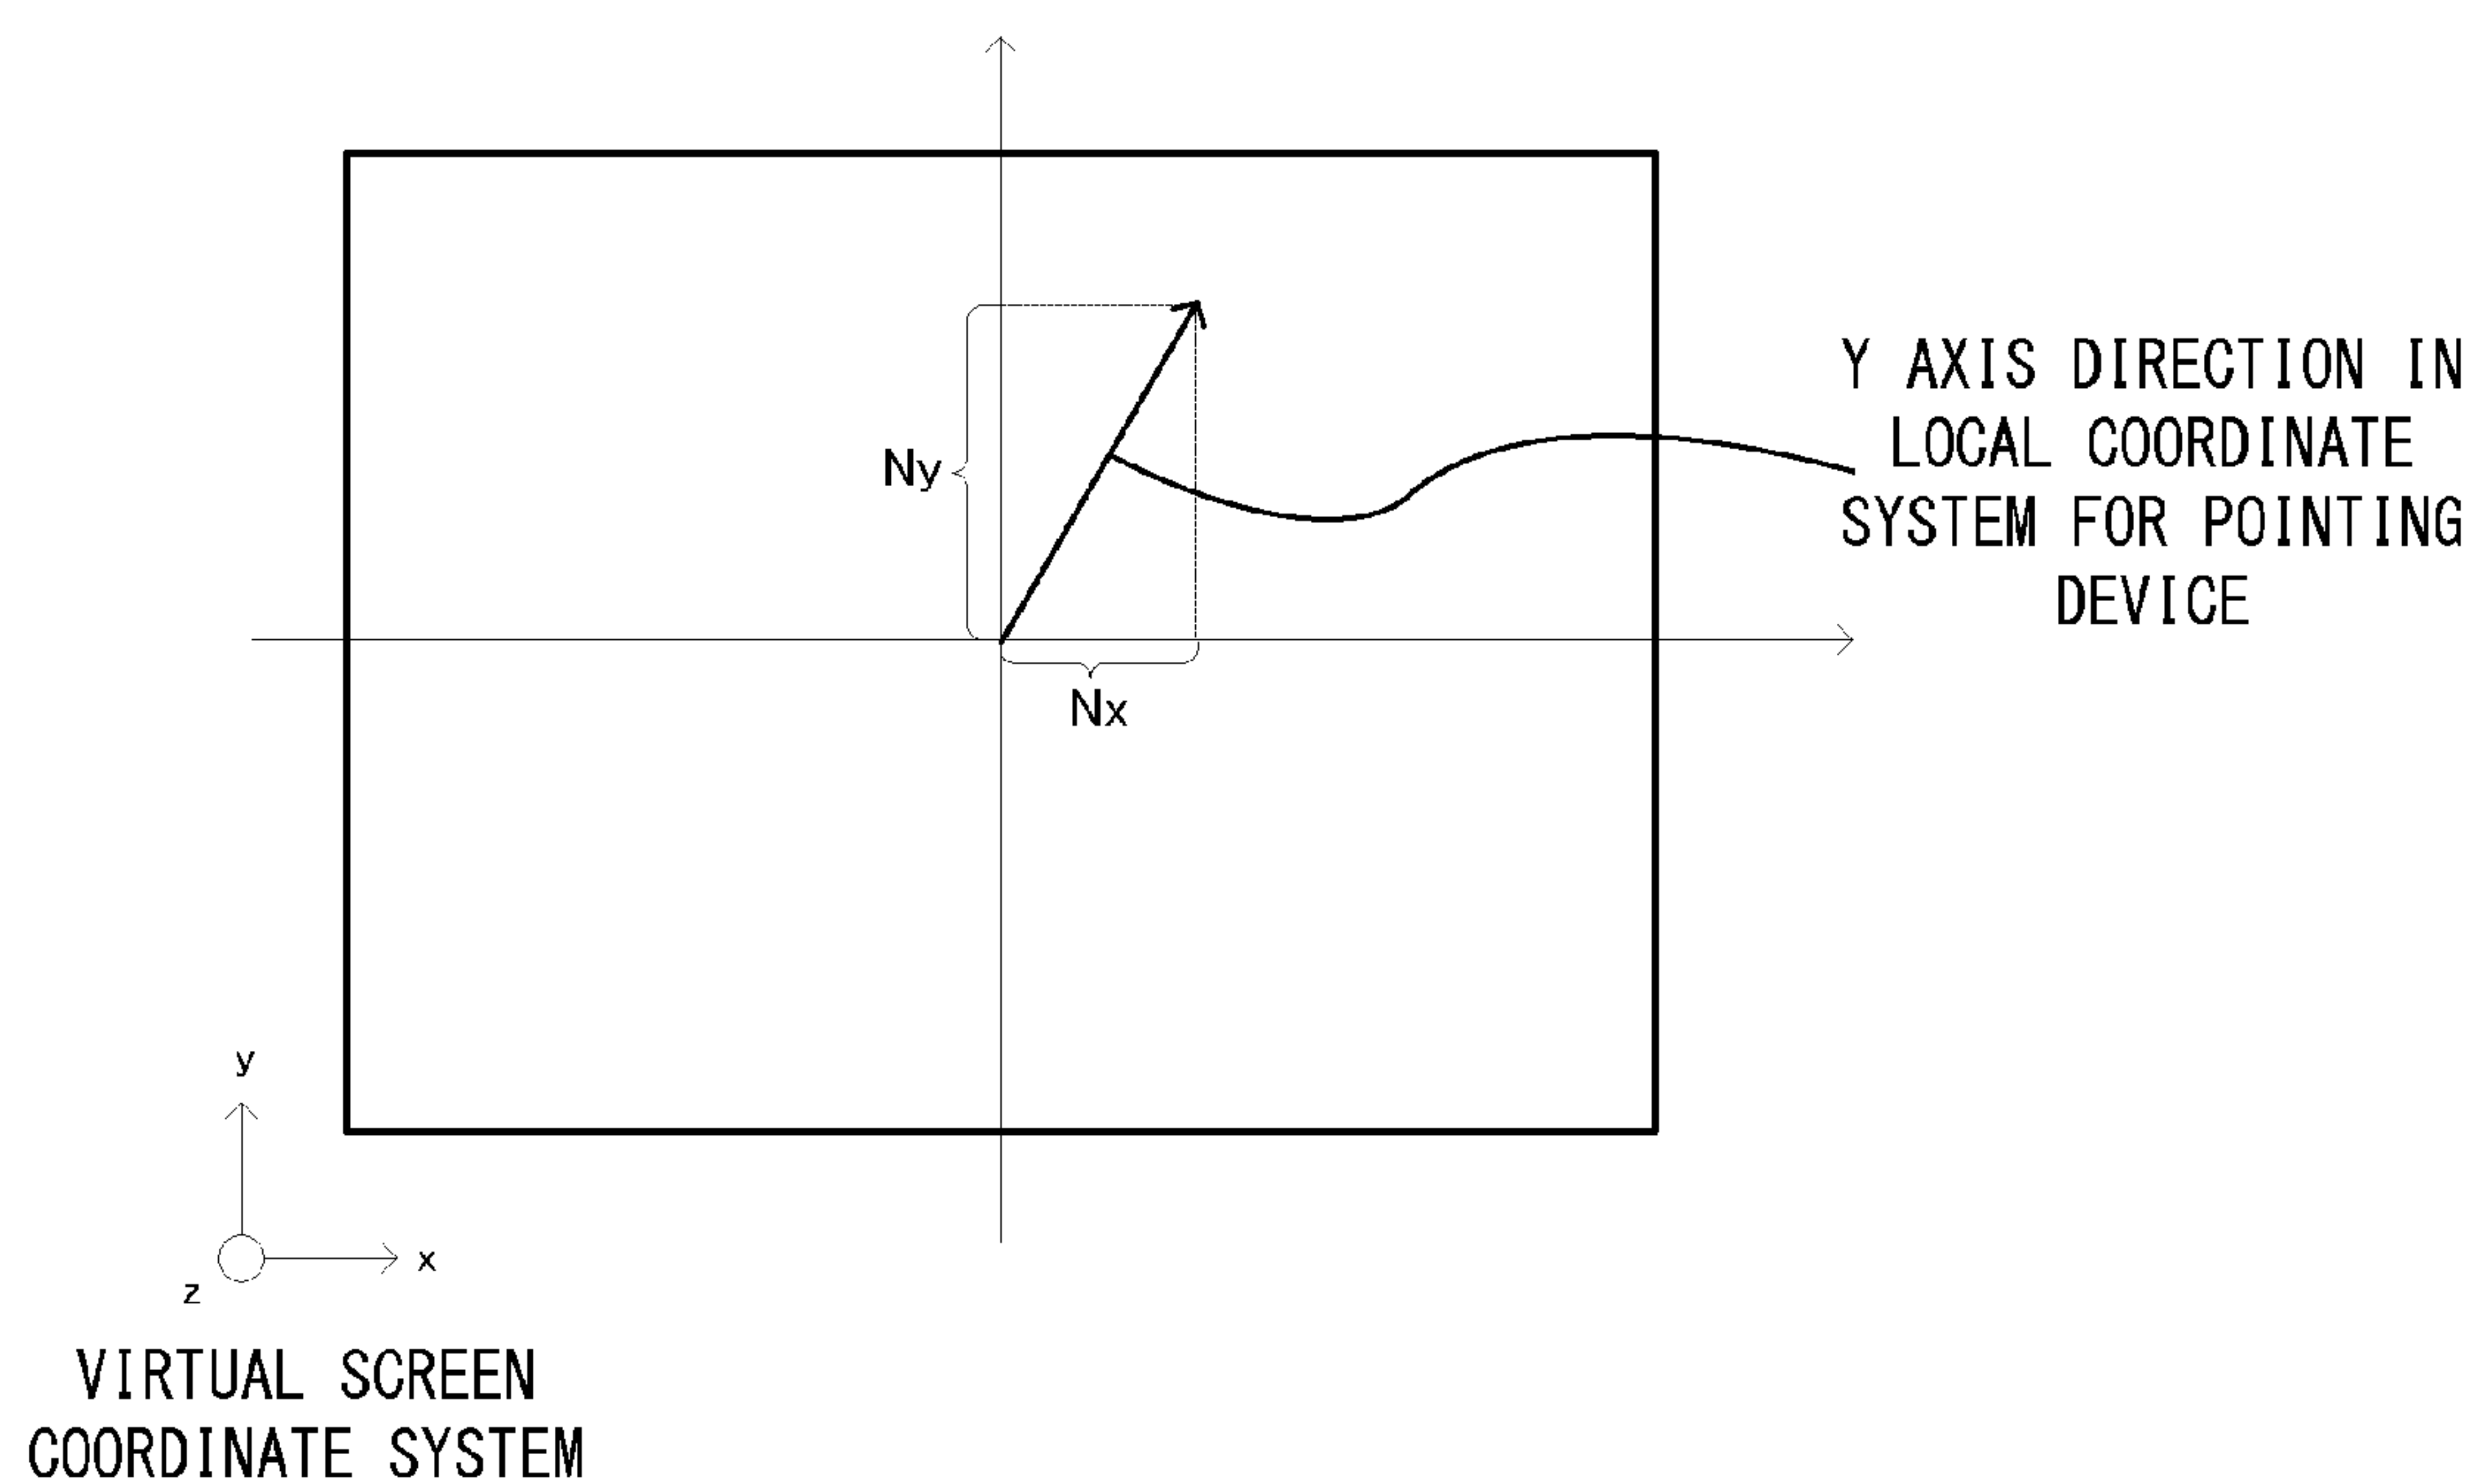 Y AXIS DIRECTION IN
LOCAL COORDINATE
SYSTEM FOR POINTING
DEVICE
Ny
Nx
y
x
z
VIRTUAL SCREEN
COORDINATE SYSTEM